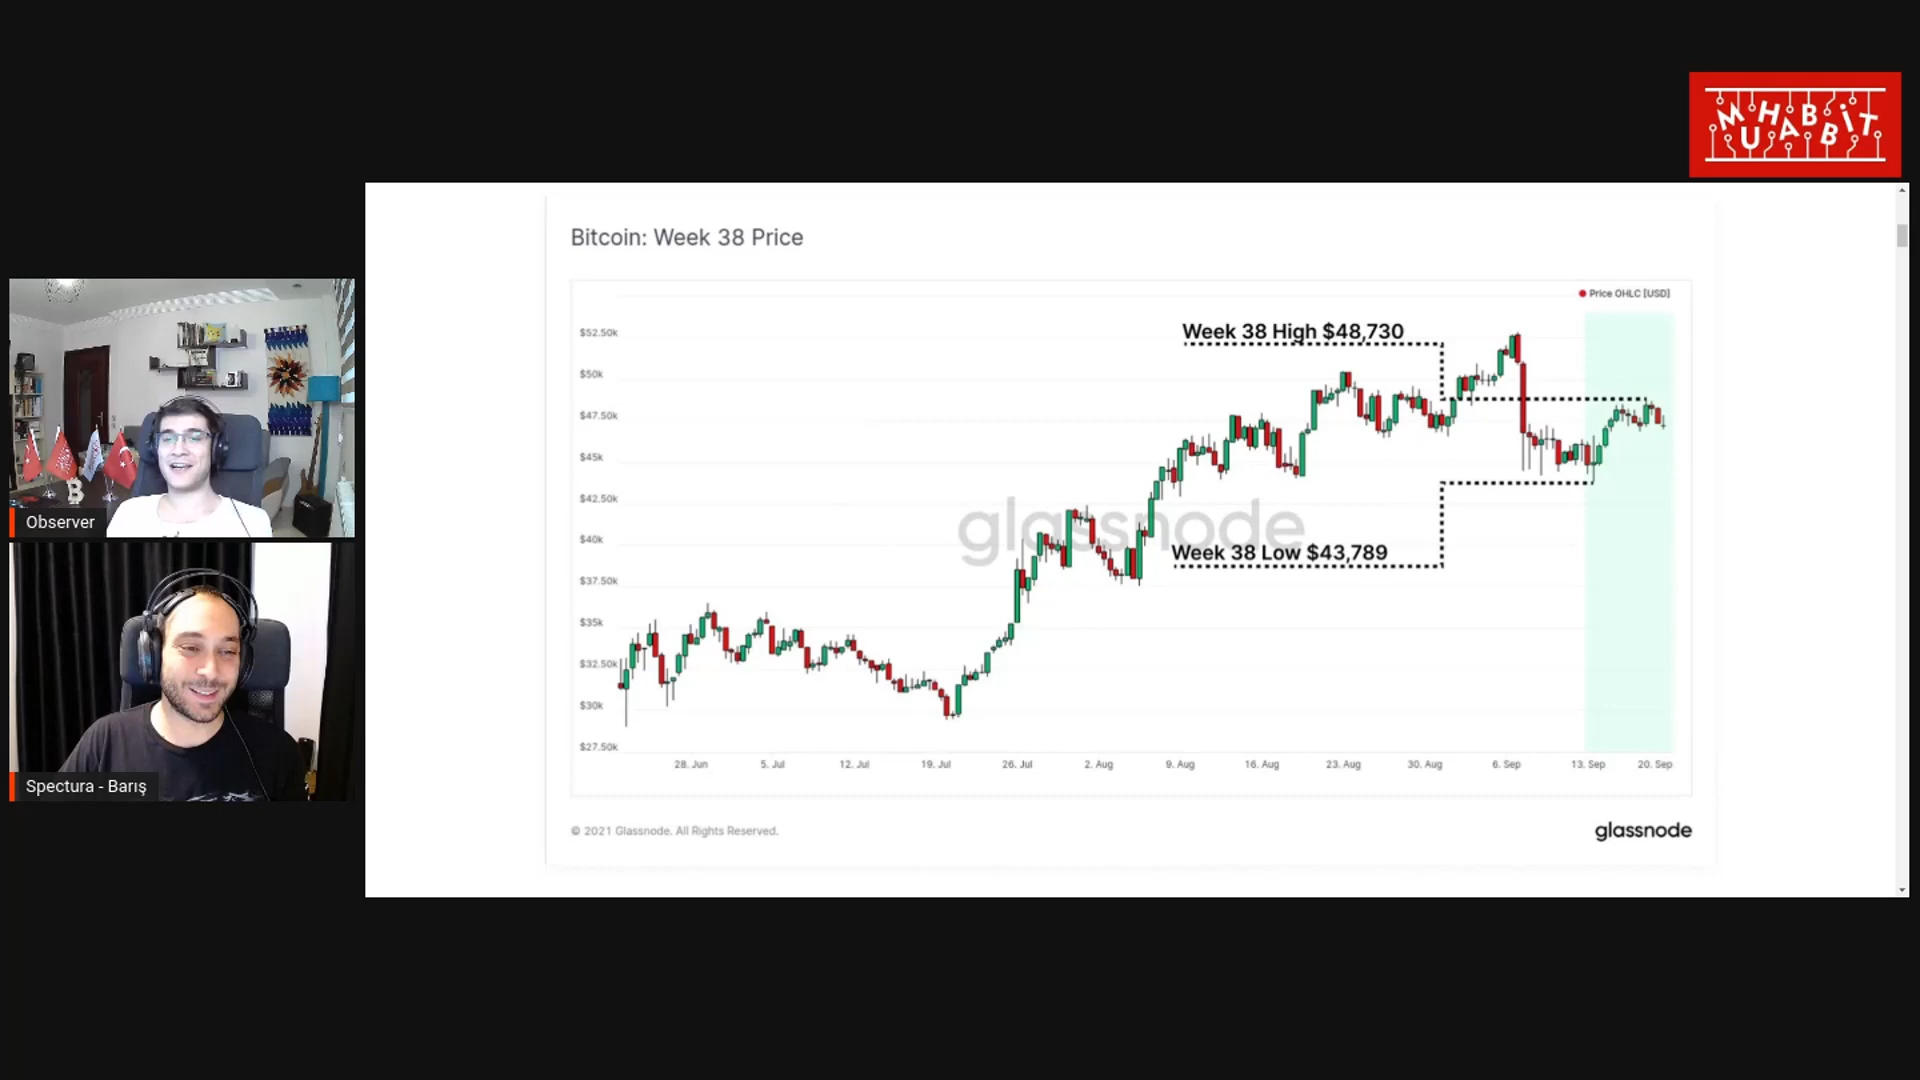 MUHABBİT
Bitcoin: Week 38 Price
Price OHLC [USD]
Week 38 High $48,730
Week 38 Low $43,789
$52.50k
$50k
$47.50k
$45k
$42.50k
$40k
$37.50k
$35k
$32.50k
$30k
$27.50k
glassnode
28. Jun
5. Jul
12. Jul
19. Jul
26. Jul
2. Aug
9. Aug
16. Aug
23. Aug
30. Aug
6. Sep
13. Sep
20. Sep
© 2021 Glassnode. All Rights Reserved.
glassnode
Observer
Spectura - Barış